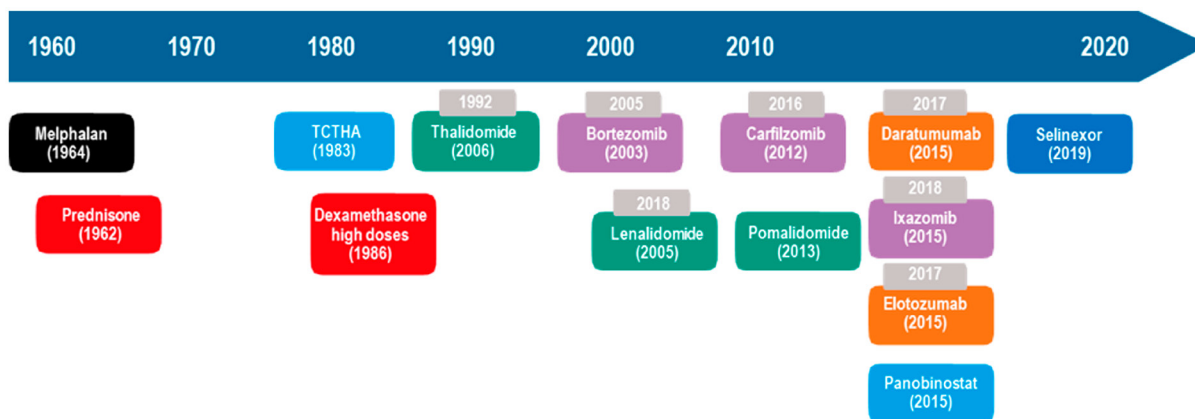 1960 1970 1980 1990 2000 2010 2020
1992 2005 2016 2017
Melphalan
(1964)
TCTHA
(1983)
Thalidomide
(2006)
Bortezomib
(2003)
Carfilzomib
(2012)
Daratumumab
(2015)
Selinexor
(2019)
Prednisone
(1962)
Dexamethasone
high doses
(1986)
2018
Lenalidomide
(2005)
Pomalidomide
(2013)
2018
Ixazomib
(2015)
2017
Elotozumab
(2015)
Panobinostat
(2015)